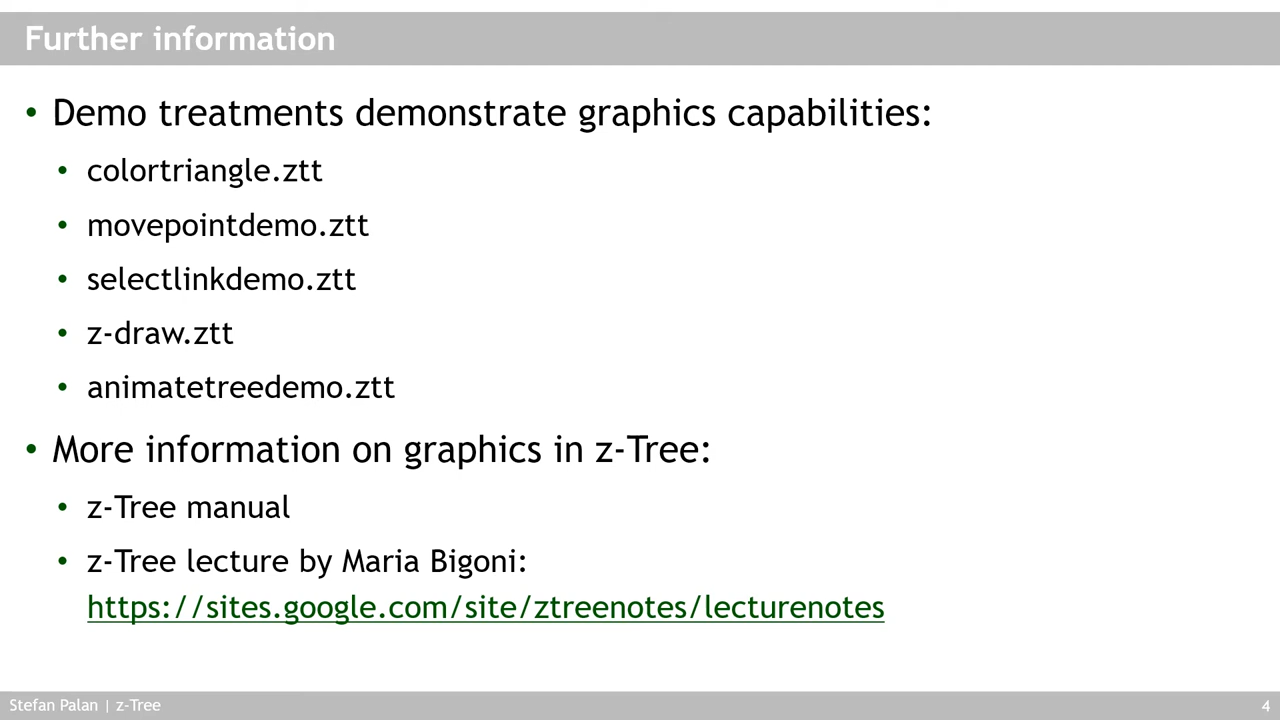 Further information
• Demo treatments demonstrate graphics capabilities:
• colortriangle.ztt
• movepointdemo.ztt
• selectlinkdemo.ztt
• z-draw.ztt
• animatetreedemo.ztt
• More information on graphics in z-Tree:
• z-Tree manual
• z-Tree lecture by Maria Bigoni:
https://sites.google.com/site/ztreenotes/lecturenotes
Stefan Palan | z-Tree
4